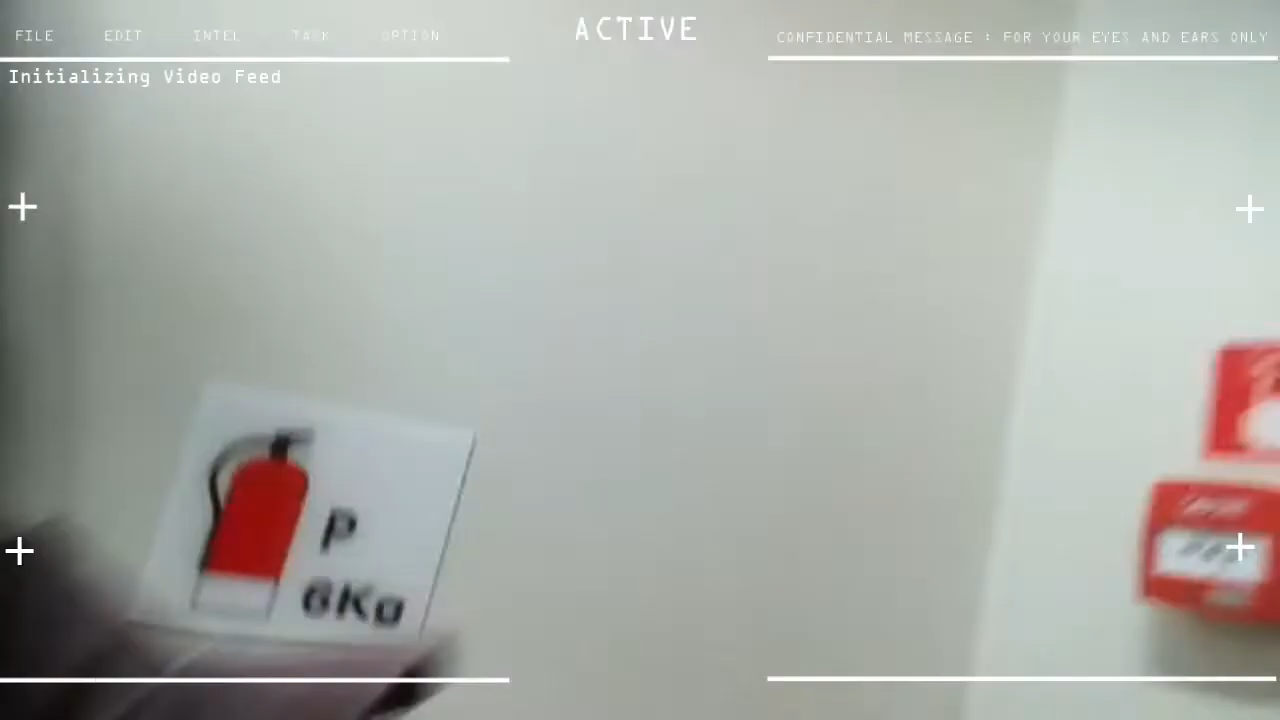 FILE EDIT INTEL TASK OPTION
ACTIVE
CONFIDENTIAL MESSAGE : FOR YOUR EYES AND EARS ONLY
Initializing Video Feed
P
6Kg